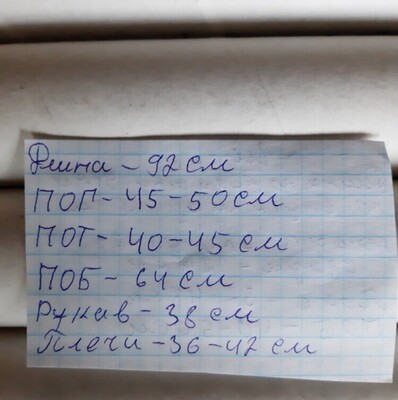 Длина - 92 см
ПОГ - 45-50 см
ПОТ - 40-45 см
ПОБ - 64 см
Рукав - 38 см
Плечи - 36-42 см